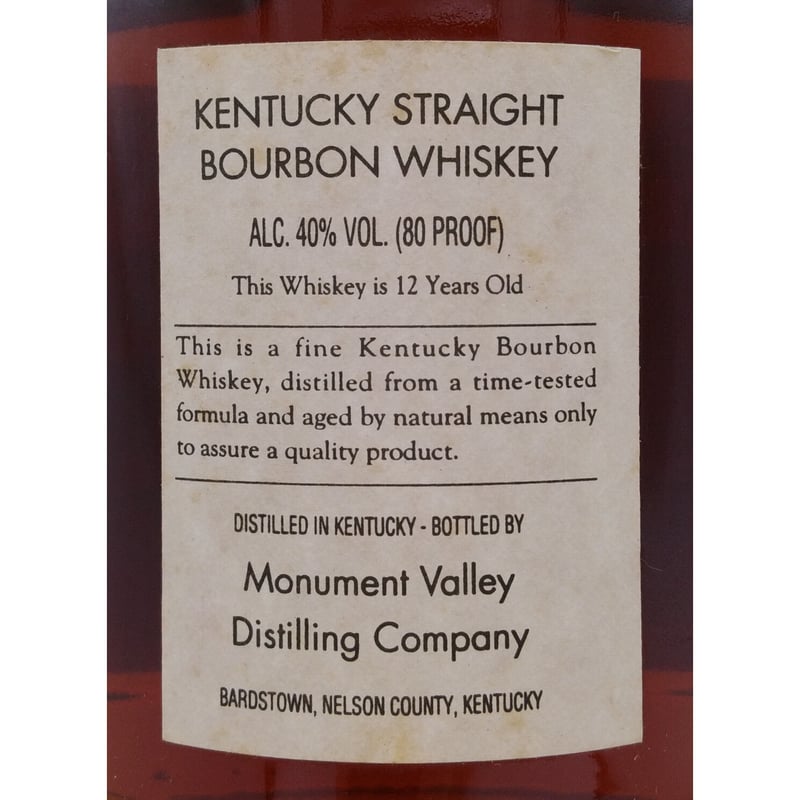 KENTUCKY STRAIGHT
BOURBON WHISKEY
ALC. 40% VOL. (80 PROOF)
This Whiskey is 12 Years Old
This is a fine Kentucky Bourbon
Whiskey, distilled from a time-tested
formula and aged by natural means only
to assure a quality product.
DISTILLED IN KENTUCKY - BOTTLED BY
Monument Valley
Distilling Company
BARDSTOWN, NELSON COUNTY, KENTUCKY